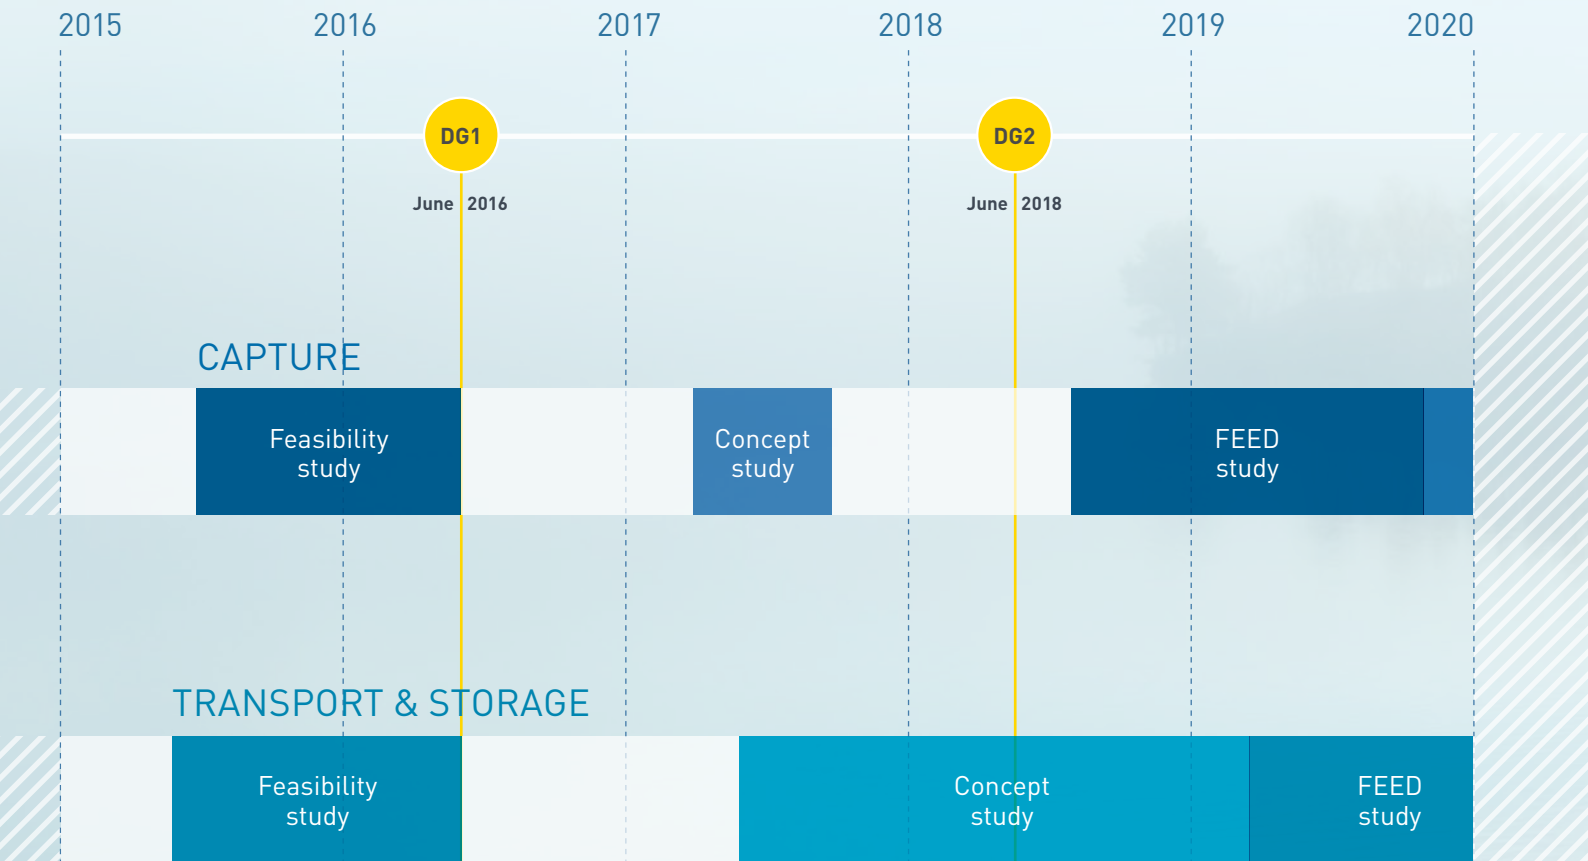 2015 2016 2017 2018 2019 2020
DG1 DG2
June 2016 June 2018
CAPTURE
Feasibility
study
Concept
study
FEED
study
TRANSPORT & STORAGE
Feasibility
study
Concept
study
FEED
study